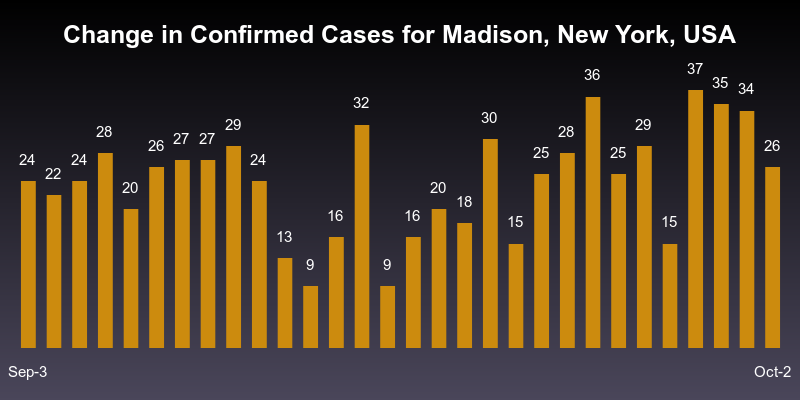 Change in Confirmed Cases for Madison, New York, USA
24 22 24 28 20 26 27 27 29 24 13 9 16 32 9 16 20 18 30 15 25 28 36 25 29 15 37 35 34 26
Sep-3 Oct-2